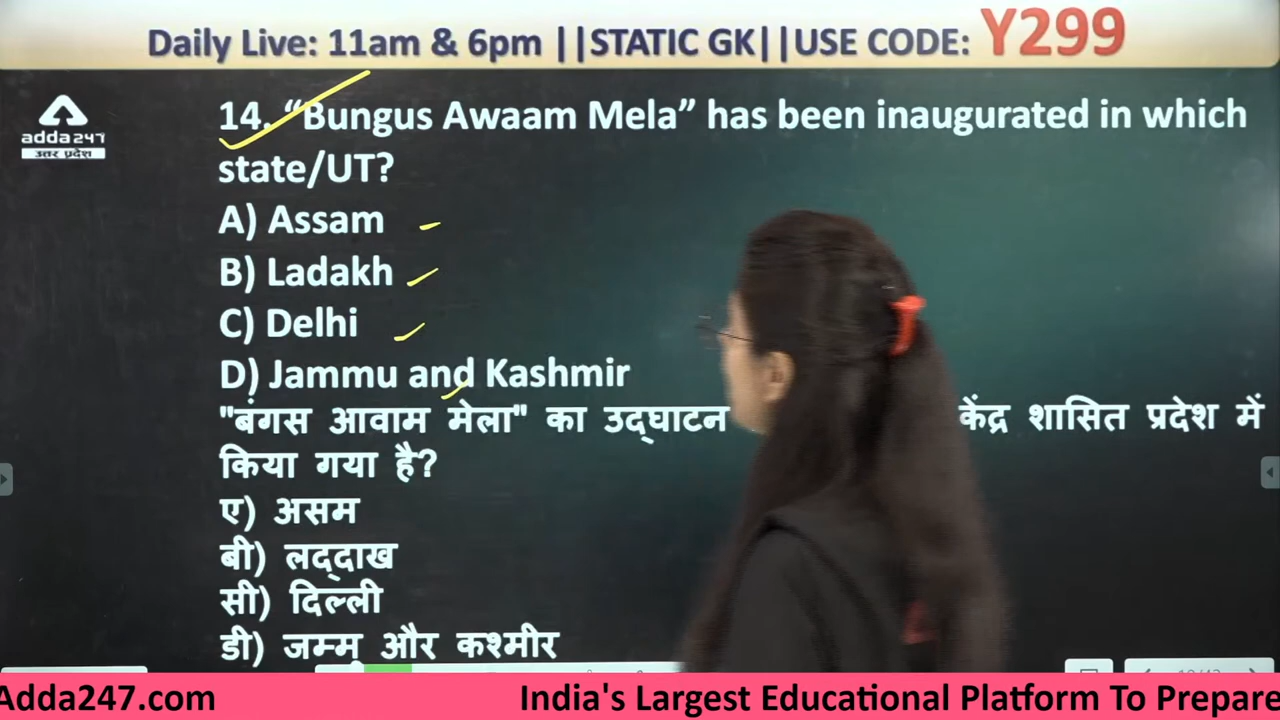 Daily Live: 11am & 6pm ||STATIC GK||USE CODE: Y299
adda247
उत्तर प्रदेश
14. “Bungus Awaam Mela” has been inaugurated in which
state/UT?
A) Assam
B) Ladakh
C) Delhi
D) Jammu and Kashmir
"बंगस आवाम मेला" का उद्घाटन केंद्र शासित प्रदेश में
किया गया है?
ए) असम
बी) लद्दाख
सी) दिल्ली
डी) जम्मू और कश्मीर
Adda247.com India's Largest Educational Platform To Prepare